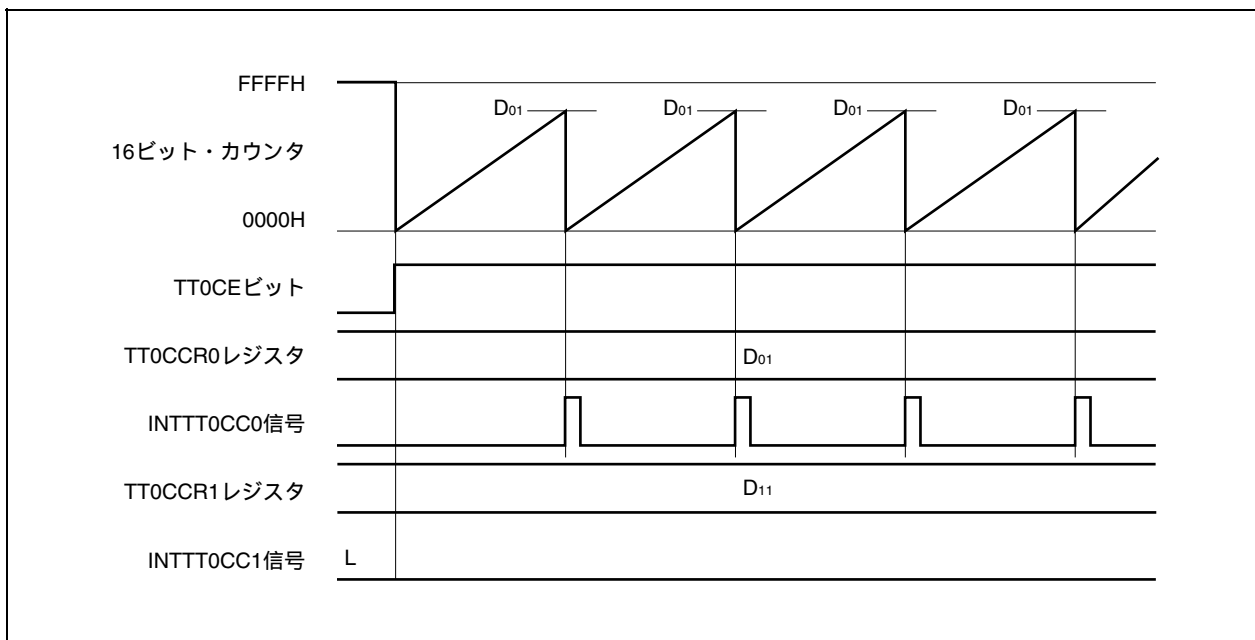 FFFFH
D01 D01 D01 D01
16ビット・カウンタ
0000H
TT0CEビット
TT0CCR0レジスタ
D01
INTTT0CC0信号
TT0CCR1レジスタ
D11
INTTT0CC1信号
L